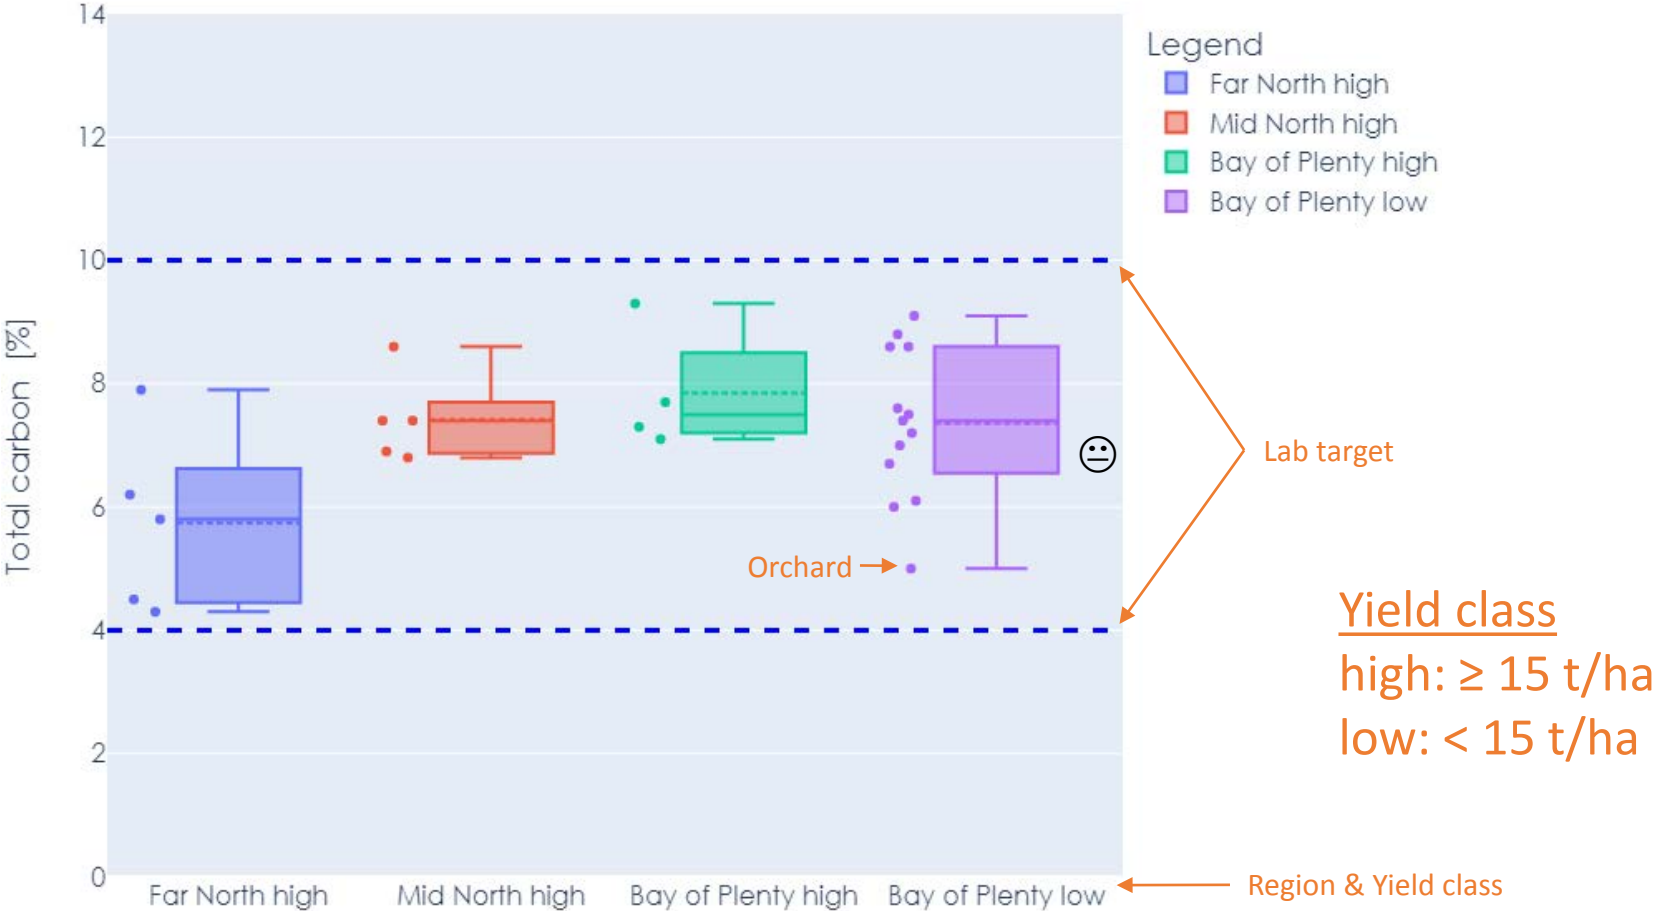 14
12
10
8
6
4
2
0
Total carbon [%]
Far North high
Mid North high
Bay of Plenty high
Bay of Plenty low
Legend
Far North high
Mid North high
Bay of Plenty high
Bay of Plenty low
Orchard
Lab target
Yield class
high: ≥ 15 t/ha
low: < 15 t/ha
Region & Yield class